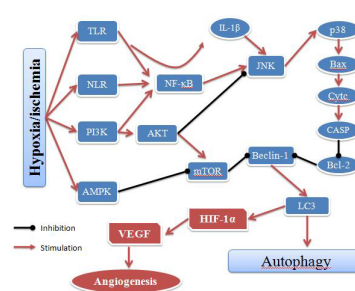 Hypoxia/ischemia
TLR
IL-1β
p38
NLR
NF-κB
JNK
Bax
Cytc
PI3K
AKT
CASP
mTOR
Beclin-1
Bcl-2
AMPK
LC3
HIF-1α
VEGF
Inhibition
Stimulation
Autophagy
Angiogenesis